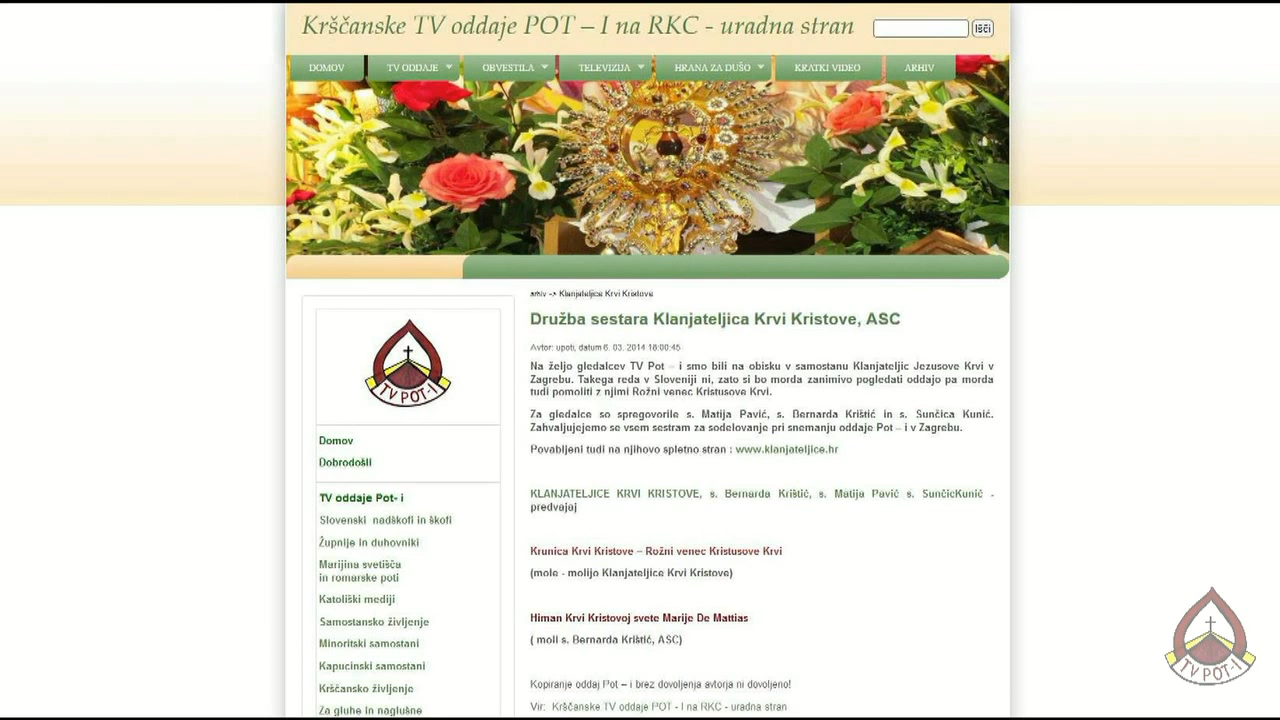 Krščanske TV oddaje POT – I na RKC - uradna stran
Išči
DOMOV TV ODDAJE OBVESTILA TELEVIZIJA HRANA ZA DUŠO KRATKI VIDEO ARHIV
TV POT-I
Domov
Dobrodošli
TV oddaje Pot- i
Slovenski nadškofi in škofi
Župnije in duhovniki
Marijina svetišča
in romarske poti
Katoliški mediji
Samostansko življenje
Minoritski samostani
Kapucinski samostani
Krščansko življenje
Za gluhe in naglušne
arhiv -> Klanjateljice Krvi Kristove
Družba sestara Klanjateljica Krvi Kristove, ASC
Avtor: upoti, datum 6. 03. 2014 18:00:45
Na željo gledalcev TV Pot – i smo bili na obisku v samostanu Klanjateljic Jezusove Krvi v
Zagrebu. Takega reda v Sloveniji ni, zato si bo morda zanimivo pogledati oddajo pa morda
tudi pomoliti z njimi Rožni venec Kristusove Krvi.
Za gledalce so spregovorile s. Matija Pavić, s. Bernarda Krištić in s. Sunčica Kunić.
Zahvaljujejemo se vsem sestram za sodelovanje pri snemanju oddaje Pot – i v Zagrebu.
Povabljeni tudi na njihovo spletno stran : www.klanjateljice.hr
KLANJATELJICE KRVI KRISTOVE, s. Bernarda Krištić, s. Matija Pavić s. SunčicKunić -
predvajaj
Krunica Krvi Kristove – Rožni venec Kristusove Krvi
(mole - molijo Klanjateljice Krvi Kristove)
Himan Krvi Kristovoj svete Marije De Mattias
( moli s. Bernarda Krištić, ASC)
Kopiranje oddaj Pot – i brez dovoljenja avtorja ni dovoljeno!
Vir: Krščanske TV oddaje POT - I na RKC - uradna stran
TV POT-I